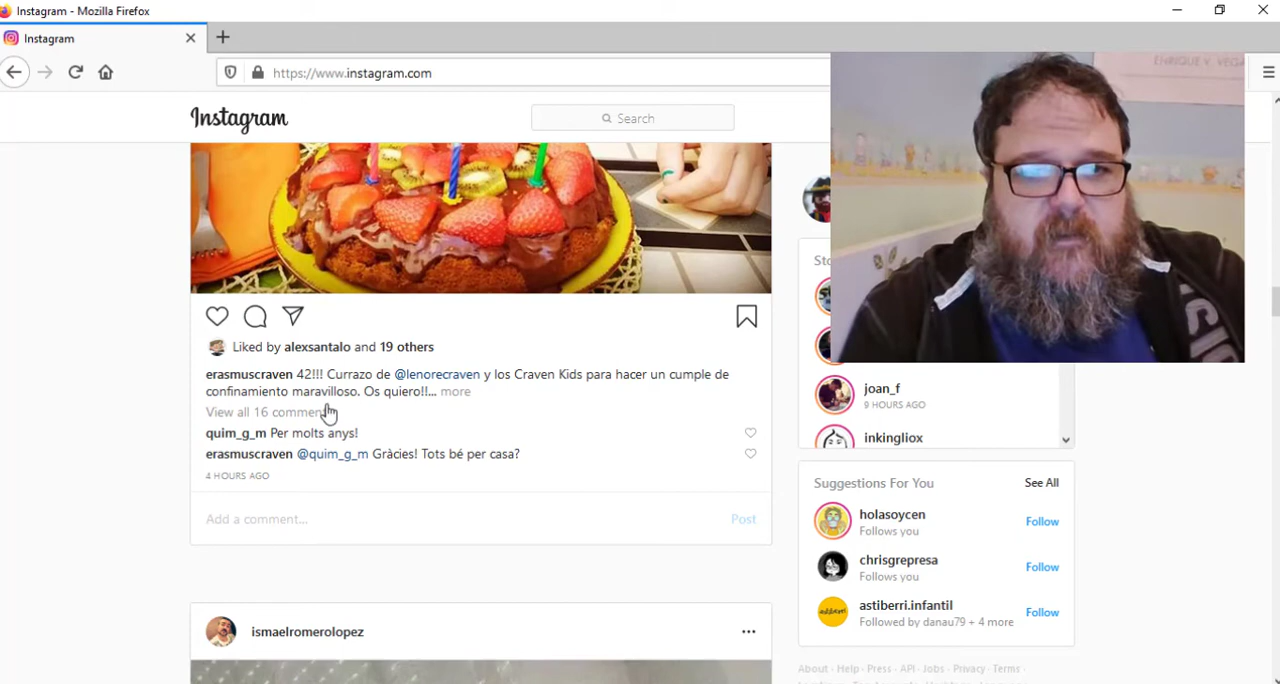 Instagram - Mozilla Firefox
Instagram
https://www.instagram.com
ENRIQUE V. VEGA
Instagram
Search
Liked by alexsantalo and 19 others
erasmuscraven 42!!! Currazo de @lenorecraven y los Craven Kids para hacer un cumple de
confinamiento maravilloso. Os quiero!!... more
View all 16 comments
quim_g_m Per molts anys!
erasmuscraven @quim_g_m Gràcies! Tots bé per casa?
4 HOURS AGO
Add a comment...
Post
ismaelromerolopez
joan_f
9 HOURS AGO
inkingliox
Suggestions For You
See All
holasoycen
Follows you
Follow
chrisgrepresa
Follows you
Follow
astiberri.infantil
Followed by danau79 + 4 more
Follow
About · Help · Press · API · Jobs · Privacy · Terms ·